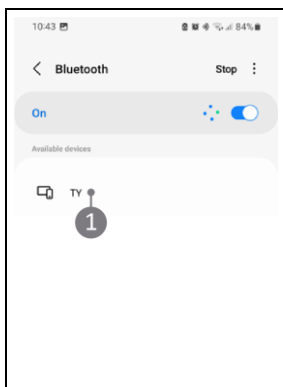 10:43 84%
Bluetooth Stop
On
Available devices
TY
1